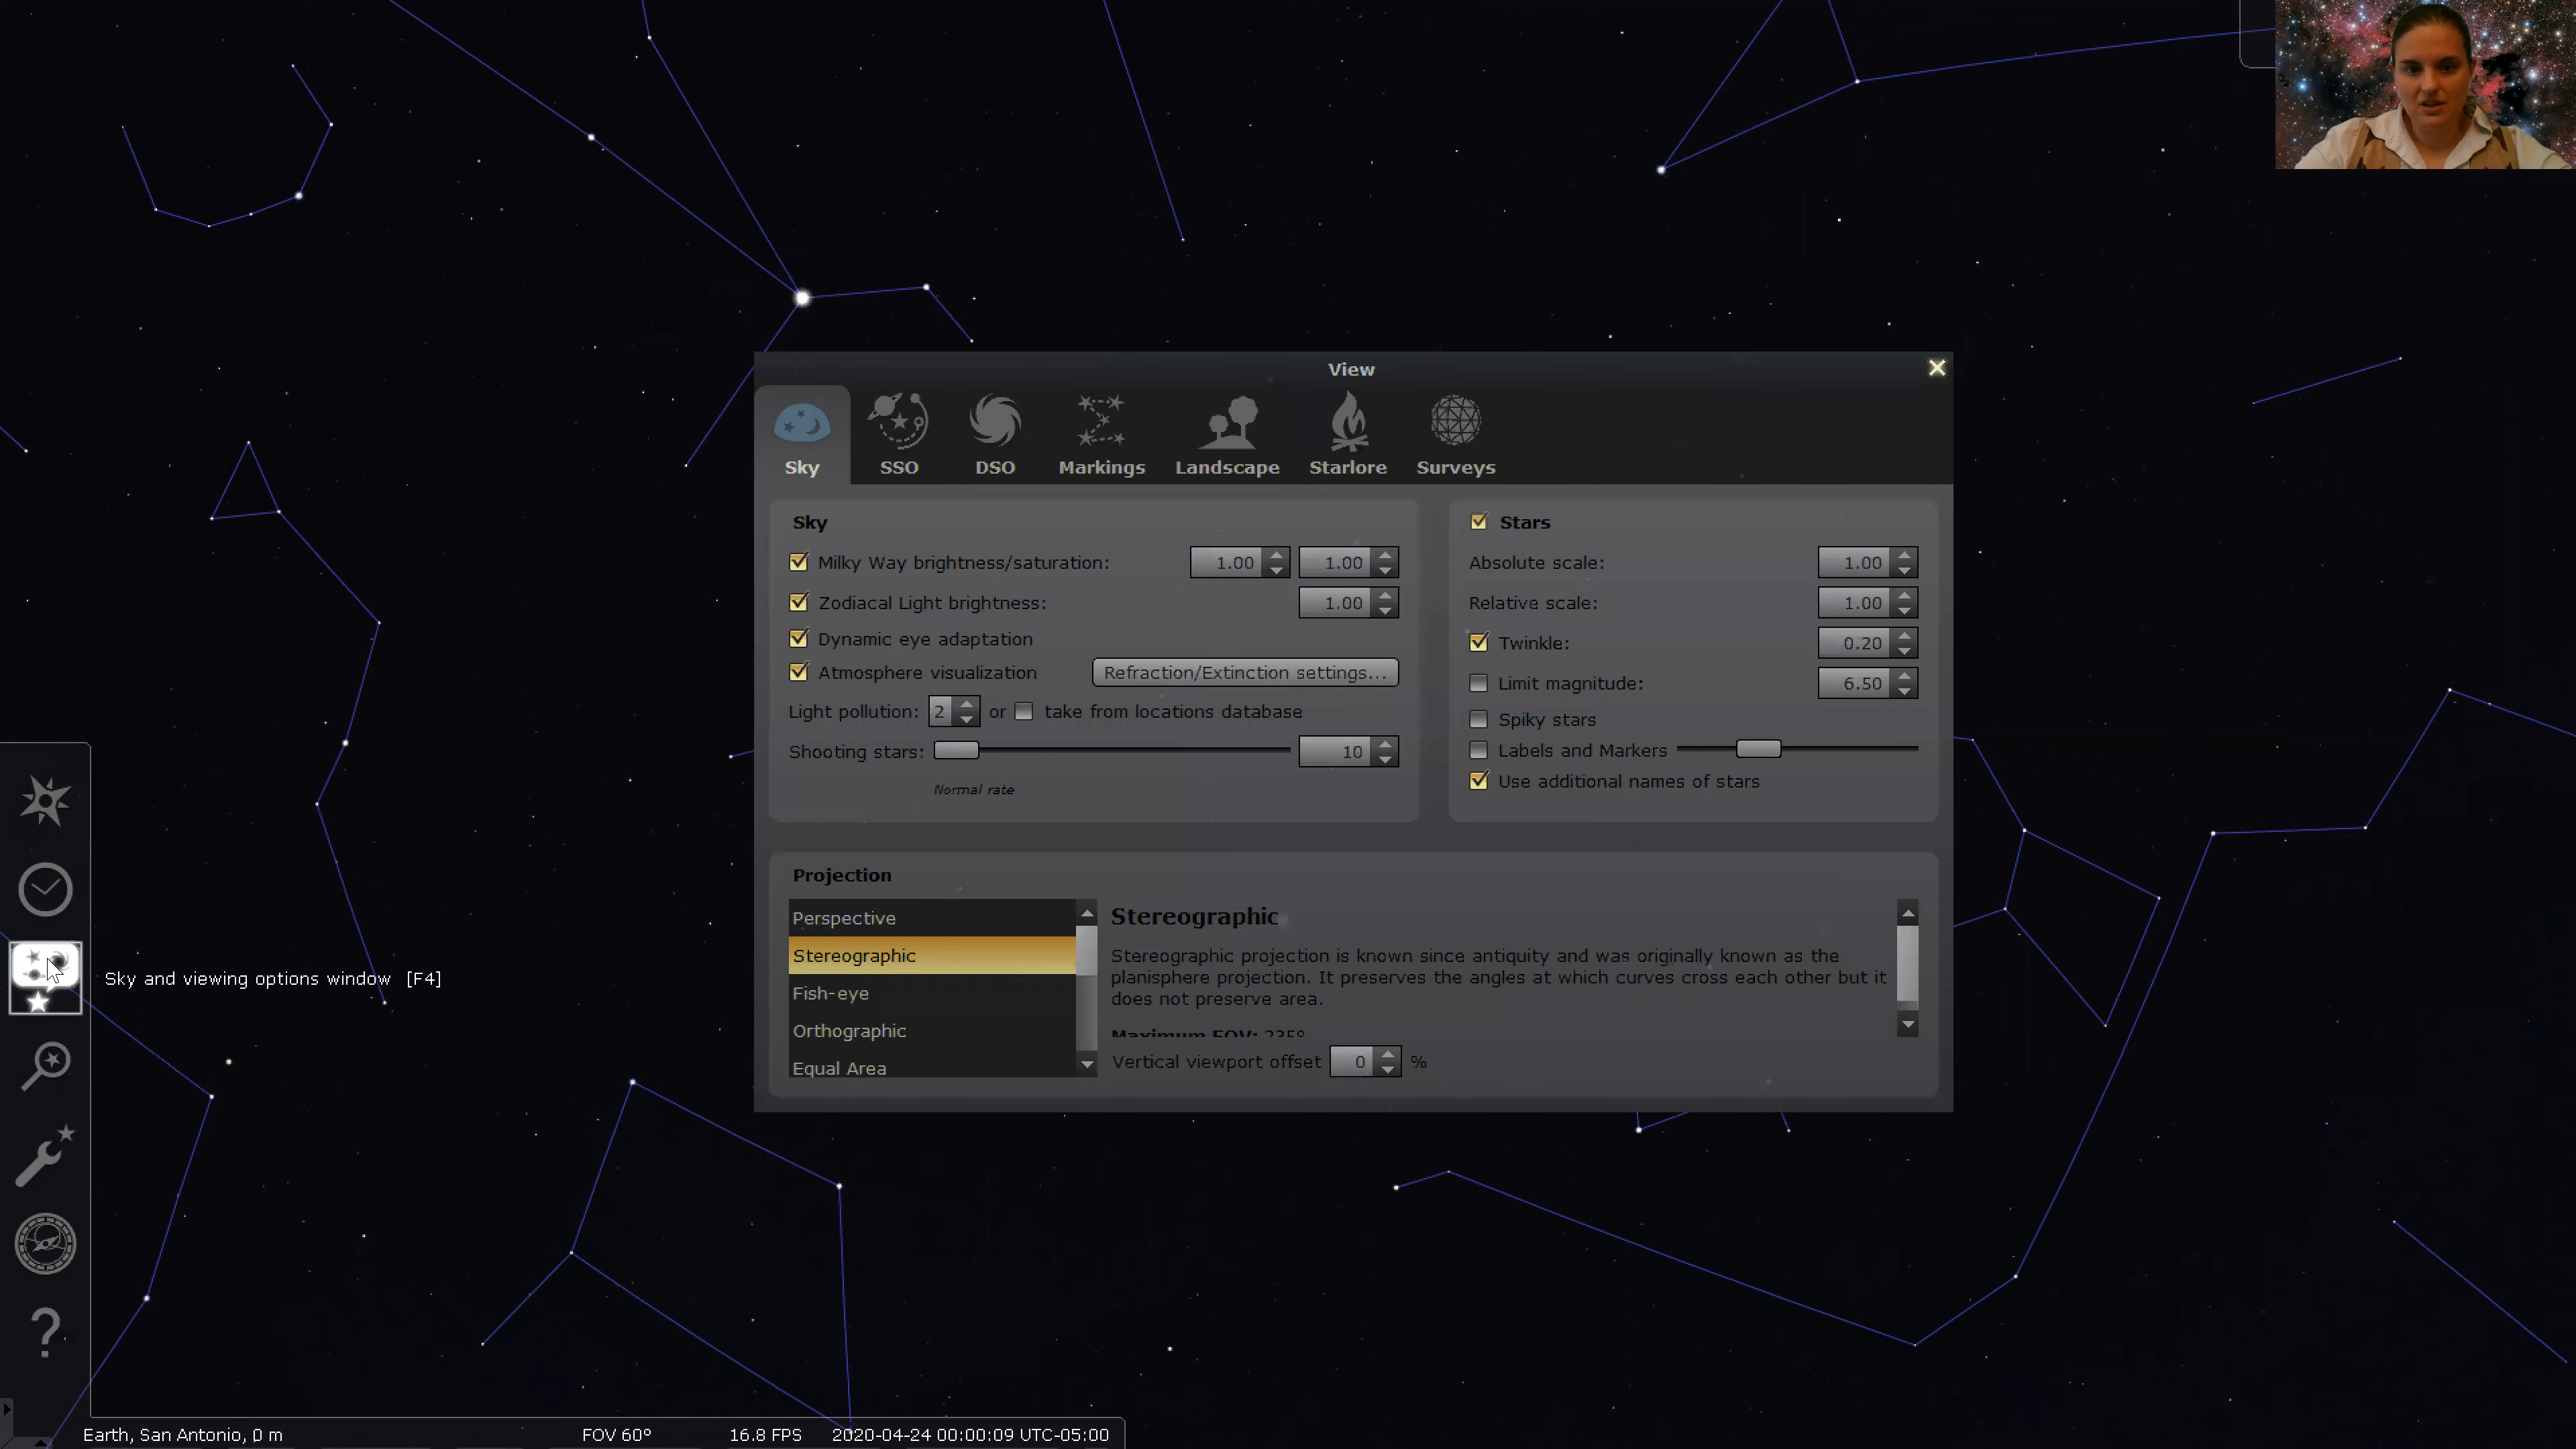 View
Sky
SSO
DSO
Markings
Landscape
Starlore
Surveys
Sky
Milky Way brightness/saturation: 1.00 1.00
Zodiacal Light brightness: 1.00
Dynamic eye adaptation
Atmosphere visualization Refraction/Extinction settings...
Light pollution: 2 or take from locations database
Shooting stars: 10
Normal rate
Stars
Absolute scale: 1.00
Relative scale: 1.00
Twinkle: 0.20
Limit magnitude: 6.50
Spiky stars
Labels and Markers
Use additional names of stars
Projection
Perspective
Stereographic
Fish-eye
Orthographic
Equal Area
Stereographic
Stereographic projection is known since antiquity and was originally known as the
planisphere projection. It preserves the angles at which curves cross each other but it
does not preserve area.
Maximum FOV: 235°
Vertical viewport offset 0 %
Sky and viewing options window [F4]
Earth, San Antonio, 0 m FOV 60° 16.8 FPS 2020-04-24 00:00:09 UTC-05:00